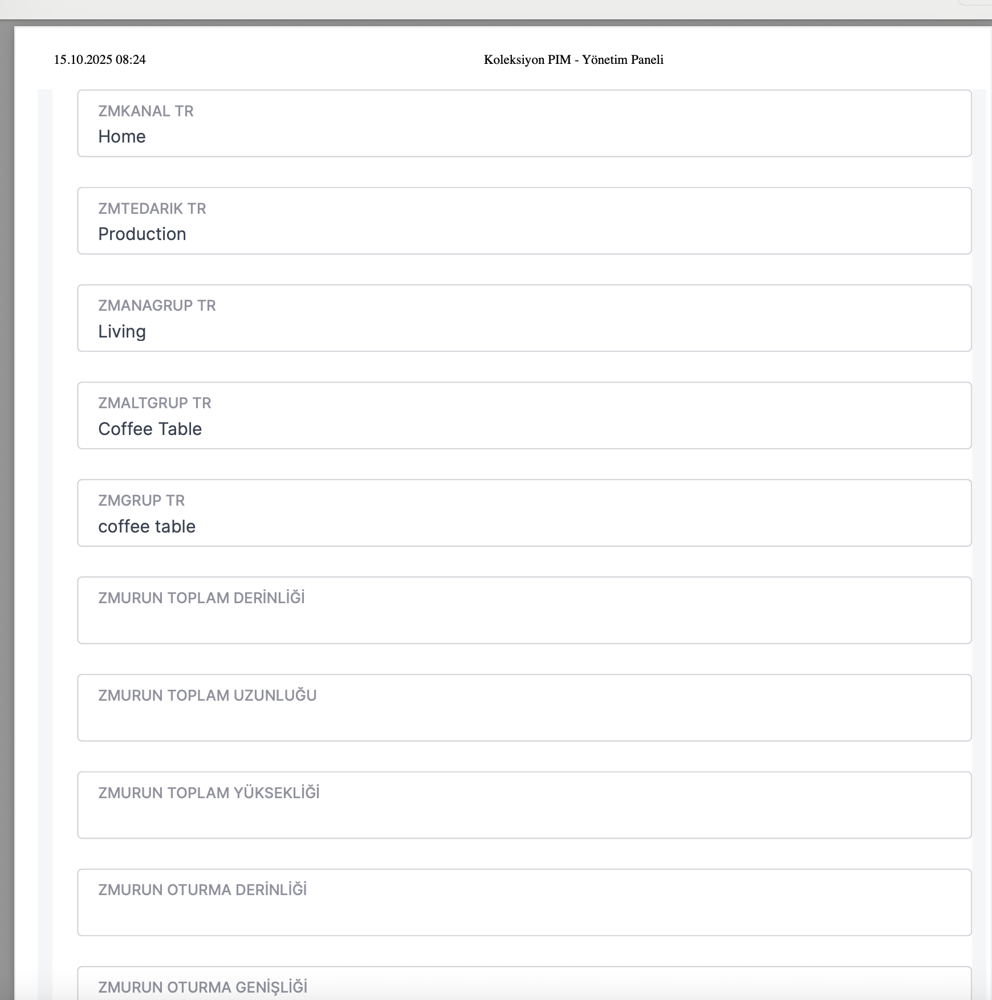 15.10.2025 08:24
Koleksiyon PIM - Yönetim Paneli
ZMKANAL TR
Home
ZMTEDARIK TR
Production
ZMANAGRUP TR
Living
ZMALTGRUP TR
Coffee Table
ZMGRUP TR
coffee table
ZMURUN TOPLAM DERİNLİĞİ
ZMURUN TOPLAM UZUNLUĞU
ZMURUN TOPLAM YÜKSEKLİĞİ
ZMURUN OTURMA DERİNLİĞİ
ZMURUN OTURMA GENİŞLİĞİ